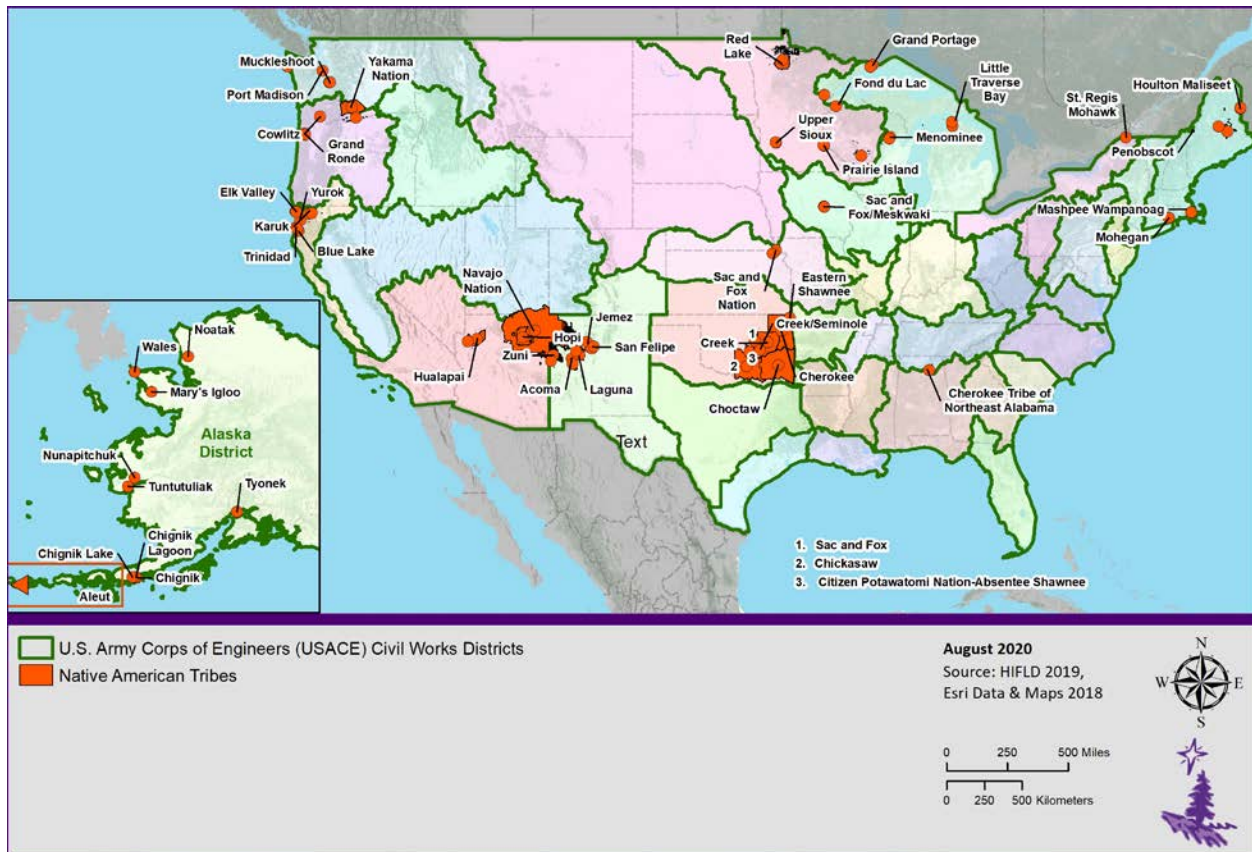 Muckleshoot
Port Madison
Yakama
Nation
Cowlitz
Grand
Ronde
Elk Valley
Yurok
Karuk
Trinidad
Blue Lake
Red
Lake
Grand Portage
Fond du Lac
Little
Traverse
Bay
Upper
Sioux
Prairie Island
Menominee
St. Regis
Mohawk
Houlton Maliseet
Penobscot
Mashpee Wampanoag
Mohegan
Sac and
Fox/Meskwaki
Navajo
Nation
Sac and
Fox
Nation
Eastern
Shawnee
Jemez
Creek/Seminole
1
Hopi
San Felipe
Creek
Zuni
3
2
Hualapai
Acoma
Laguna
Cherokee
Choctaw
Cherokee Tribe of
Northeast Alabama
Text
Noatak
Wales
Mary's Igloo
Alaska
District
Nunapitchuk
Tuntutuliak
Tyonek
Chignik
Lagoon
Chignik Lake
Chignik
Aleut
1. Sac and Fox
2. Chickasaw
3. Citizen Potawatomi Nation-Absentee Shawnee
U.S. Army Corps of Engineers (USACE) Civil Works Districts
Native American Tribes
August 2020
Source: HIFLD 2019,
Esri Data & Maps 2018
N
W E
S
0 250 500 Miles
0 250 500 Kilometers